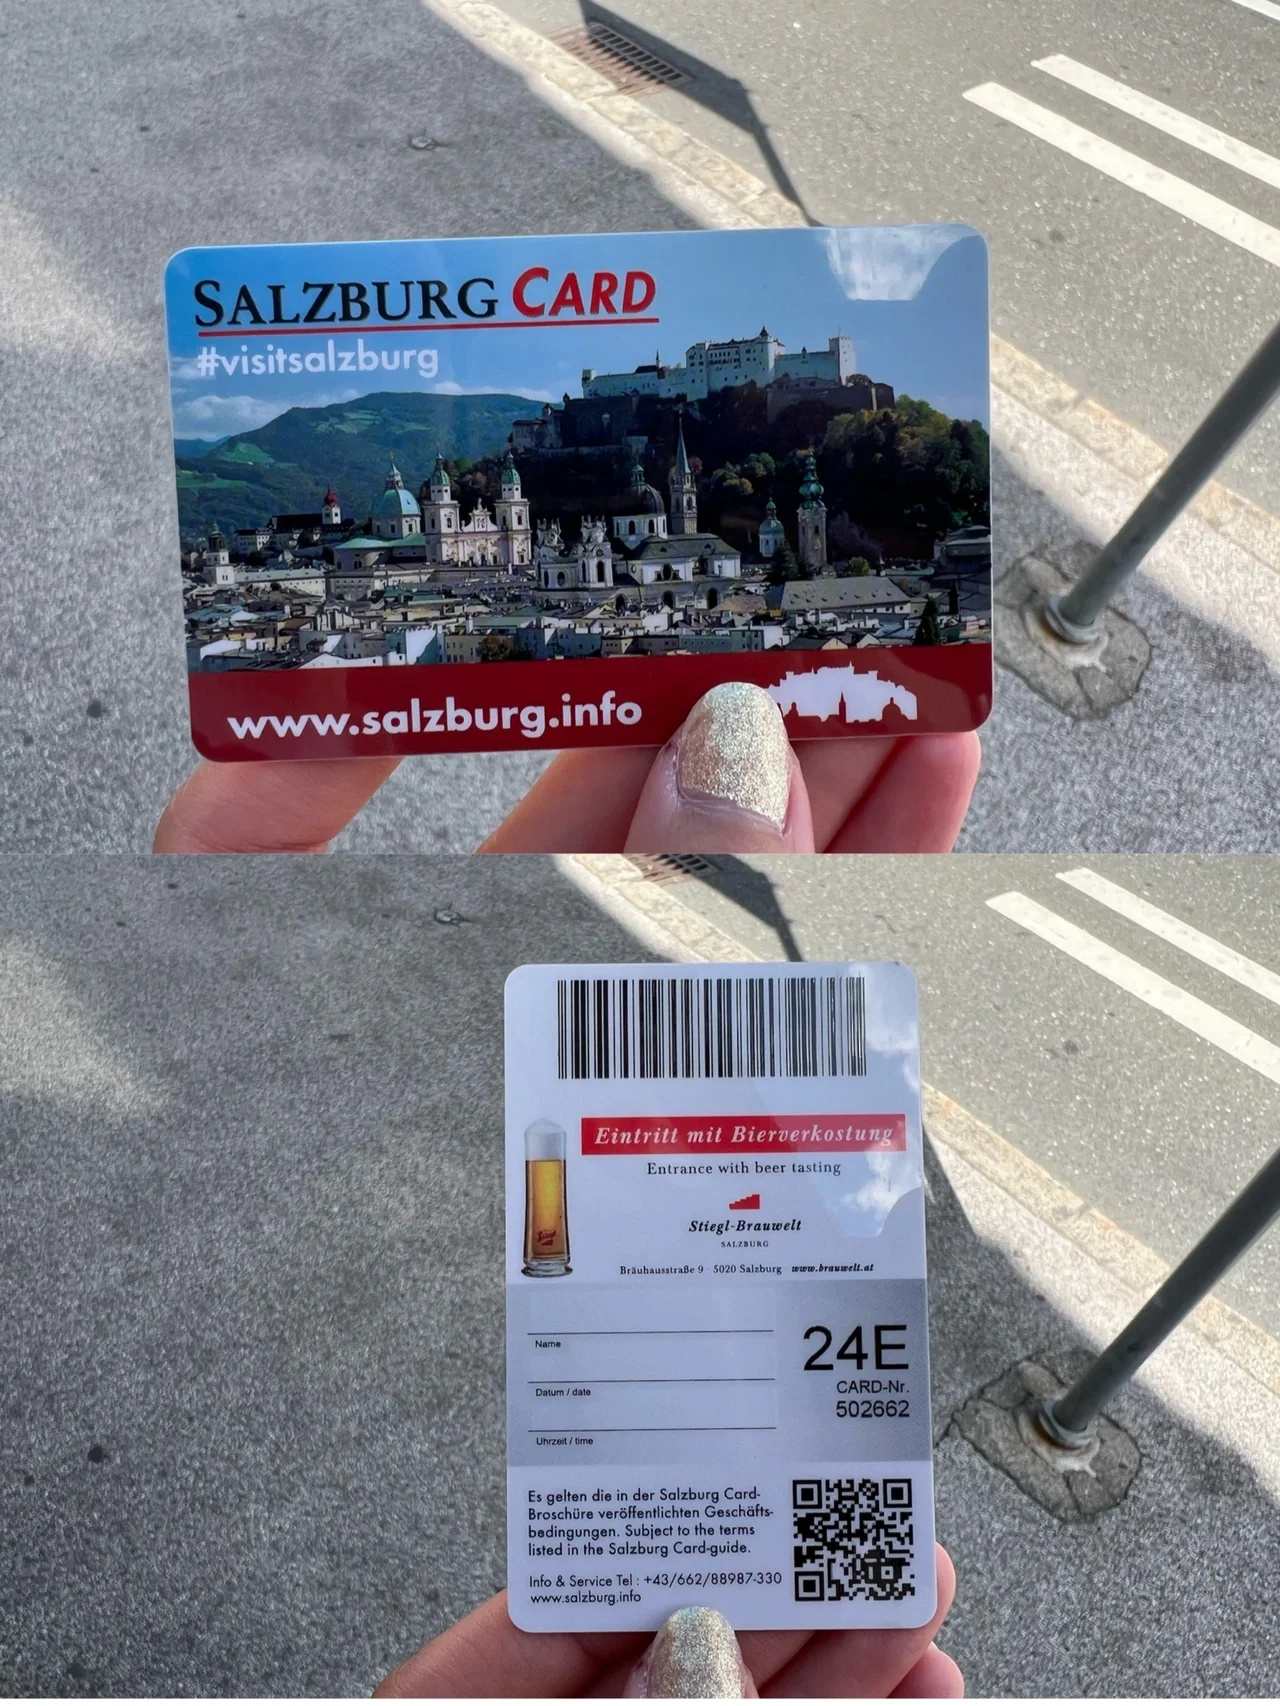 SALZBURG CARD
#visitsalzburg
www.salzburg.info
Eintritt mit Bierverkostung
Entrance with beer tasting
Stiegl
Stiegl-Brauwelt
SALZBURG
Bräuhausstraße 9 5020 Salzburg www.brauwelt.at
24E
CARD-Nr.
502662
Name
Datum / date
Uhrzeit / time
Es gelten die in der Salzburg Card-
Broschüre veröffentlichten Geschäfts-
bedingungen. Subject to the terms
listed in the Salzburg Card-guide.
Info & Service Tel : +43/662/88987-330
www.salzburg.info